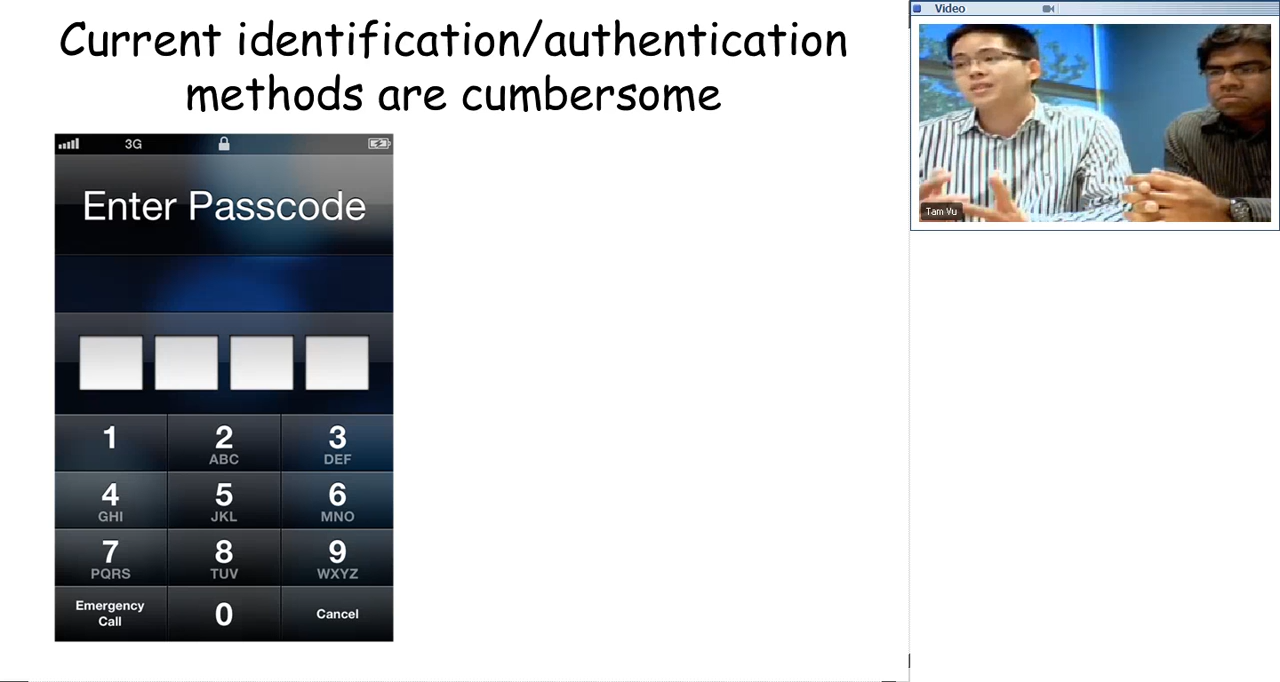 Current identification/authentication
methods are cumbersome
3G
Enter Passcode
1
2
ABC
3
DEF
4
GHI
5
JKL
6
MNO
7
PQRS
8
TUV
9
WXYZ
Emergency
Call
0
Cancel
Video
Tam Vu